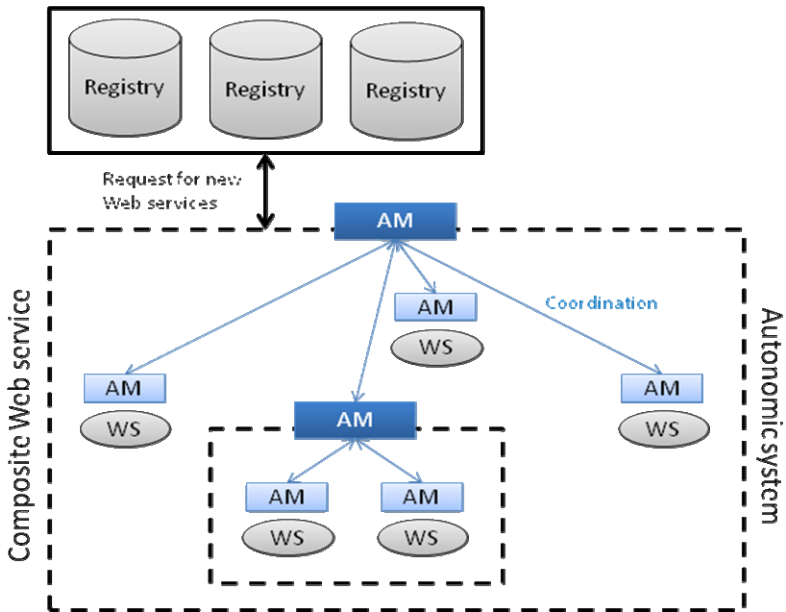 Registry
Registry
Registry
Request for new
Web services
AM
Coordination
AM
WS
AM
WS
AM
WS
AM
AM
WS
AM
WS
Composite Web service
Autonomic system